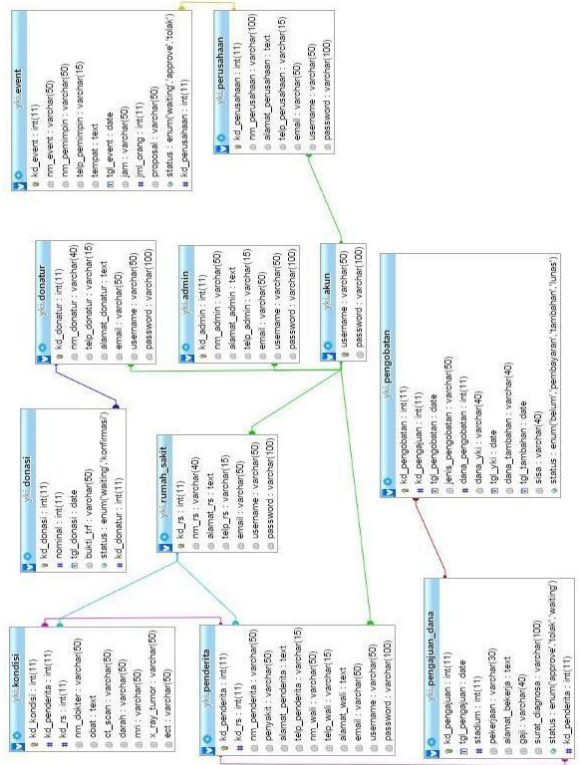 yki kondisi
kd_kondisi : int(11)
kd_penderita : int(11)
kd_rs : int(11)
nm_dokter : varchar(50)
obat : text
ct_scan : varchar(50)
darah : varchar(50)
mri : varchar(50)
x_ray_tumor : varchar(50)
ect : varchar(50)
yki donasi
kd_donasi : int(11)
nominal : int(11)
tgl_donasi : date
bukti_trf : varchar(50)
status : enum('waiting','konfirmasi')
kd_donatur : int(11)
yki donatur
kd_donatur : int(11)
nm_donatur : varchar(40)
telp_donatur : varchar(15)
alamat_donatur : text
email : varchar(50)
username : varchar(50)
password : varchar(100)
yki event
kd_event : int(11)
nm_event : varchar(50)
nm_pemimpin : varchar(50)
telp_pemimpin : varchar(15)
tempat : text
tgl_event : date
jam : varchar(50)
jml_orang : int(11)
proposal : varchar(50)
status : enum('waiting','approve','tolak')
kd_perusahaan : int(11)
yki penderita
kd_penderita : int(11)
kd_rs : int(11)
nm_penderita : varchar(50)
penyakit : varchar(50)
alamat_penderita : text
telp_penderita : varchar(15)
nm_wali : varchar(50)
telp_wali : varchar(15)
alamat_wali : text
email : varchar(50)
username : varchar(50)
password : varchar(100)
yki rumah_sakit
kd_rs : int(11)
nm_rs : varchar(40)
alamat_rs : text
telp_rs : varchar(15)
email : varchar(50)
username : varchar(50)
password : varchar(100)
yki admin
kd_admin : int(11)
nm_admin : varchar(50)
alamat_admin : text
telp_admin : varchar(15)
email : varchar(50)
username : varchar(50)
password : varchar(100)
yki perusahaan
kd_perusahaan : int(11)
nm_perusahaan : varchar(100)
alamat_perusahaan : text
telp_perusahaan : varchar(15)
email : varchar(50)
username : varchar(50)
password : varchar(100)
yki akun
username : varchar(50)
password : varchar(100)
yki pengajuan_dana
kd_pengajuan : int(11)
tgl_pengajuan : date
stadium : int(11)
pekerjaan : varchar(30)
alamat_bekerja : text
gaji : varchar(40)
surat_diagnosa : varchar(100)
status : enum('approve','tolak','waiting')
kd_penderita : int(11)
yki pengobatan
kd_pengobatan : int(11)
kd_pengajuan : int(11)
tgl_pengobatan : date
jenis_pengobatan : varchar(50)
dana_pengobatan : int(11)
dana_yki : varchar(40)
tgl_yki : date
dana_tambahan : varchar(40)
tgl_tambahan : date
sisa : varchar(40)
status : enum('belum','pembayaran','tambahan','lunas')